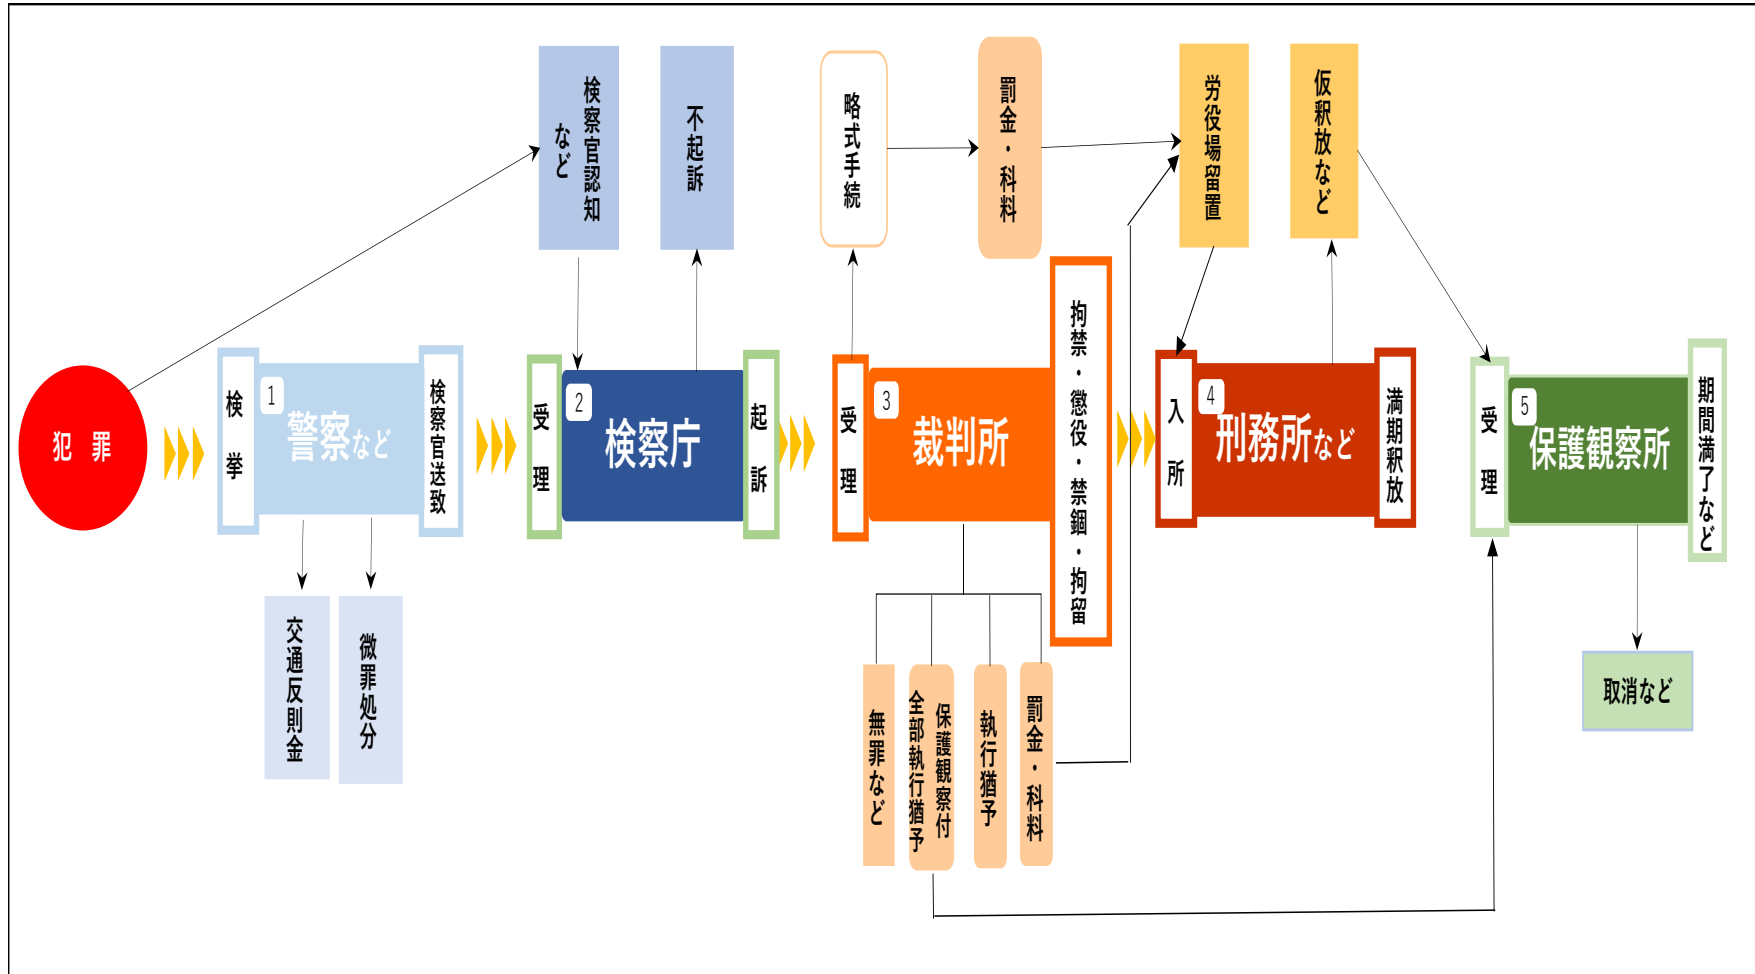 検察官認知
など
不起訴
略式手続
罰金・科料
労役場留置
仮釈放など
犯 罪
検 挙
1
警察など
検察官送致
受 理
2
検察庁
起 訴
受 理
3
裁判所
拘禁・懲役・禁錮・拘留
入 所
4
刑務所など
満期釈放
受 理
5
保護観察所
期間満了など
交通反則金
微罪処分
無罪など
保護観察付
全部執行猶予
執行猶予
罰金・科料
取消など